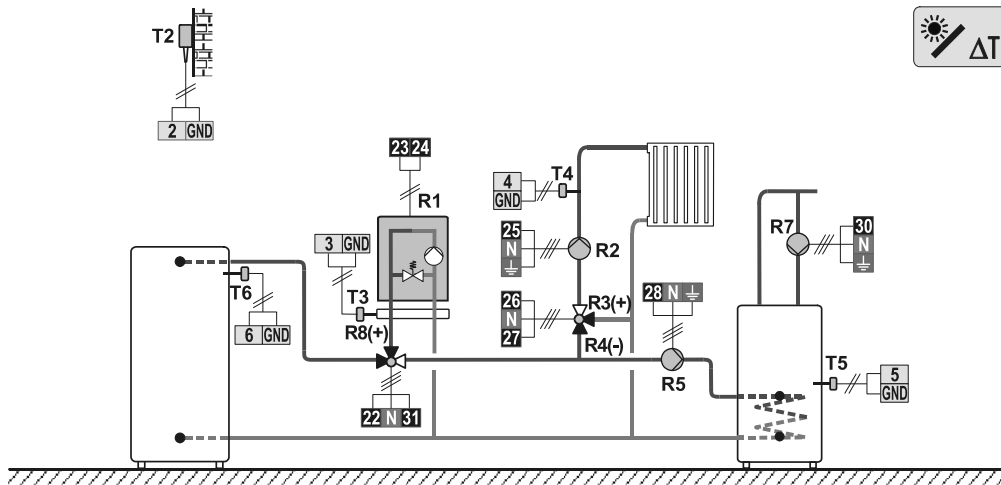 T2
ΔT
2 GND
23 24
R1
4
GND
T4
25
N
R2
R7
30
N
3 GND
T3
R8(+)
T6
6 GND
26
N
27
R3(+)
R4(-)
28 N
R5
T5
5
GND
22 N 31